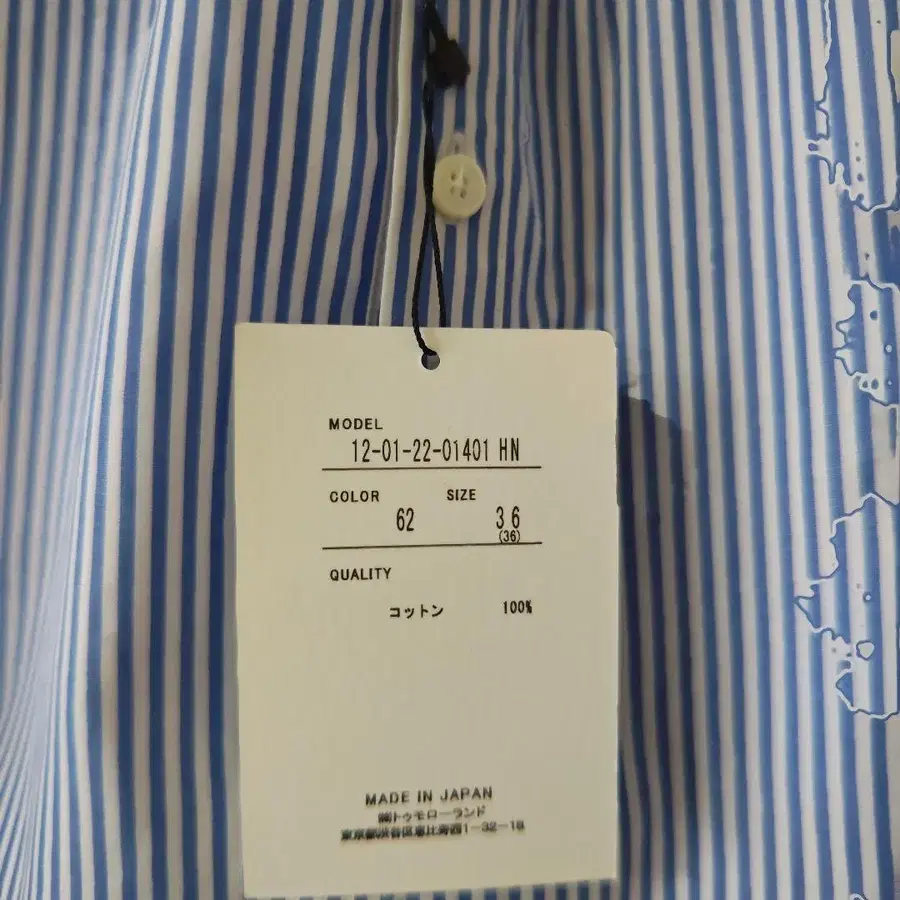 MODEL
12-01-22-01401 HN
COLOR SIZE
62 36
(36)
QUALITY
コットン 100%
MADE IN JAPAN
㈱トゥモローランド
東京都渋谷区恵比寿西1-32-18